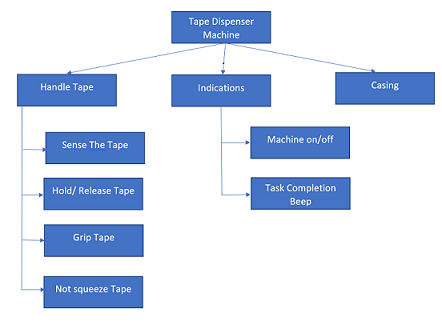 Tape Dispenser
Machine
Handle Tape
Indications
Casing
Sense The Tape
Hold/ Release Tape
Grip Tape
Not squeeze Tape
Machine on/off
Task Completion
Beep